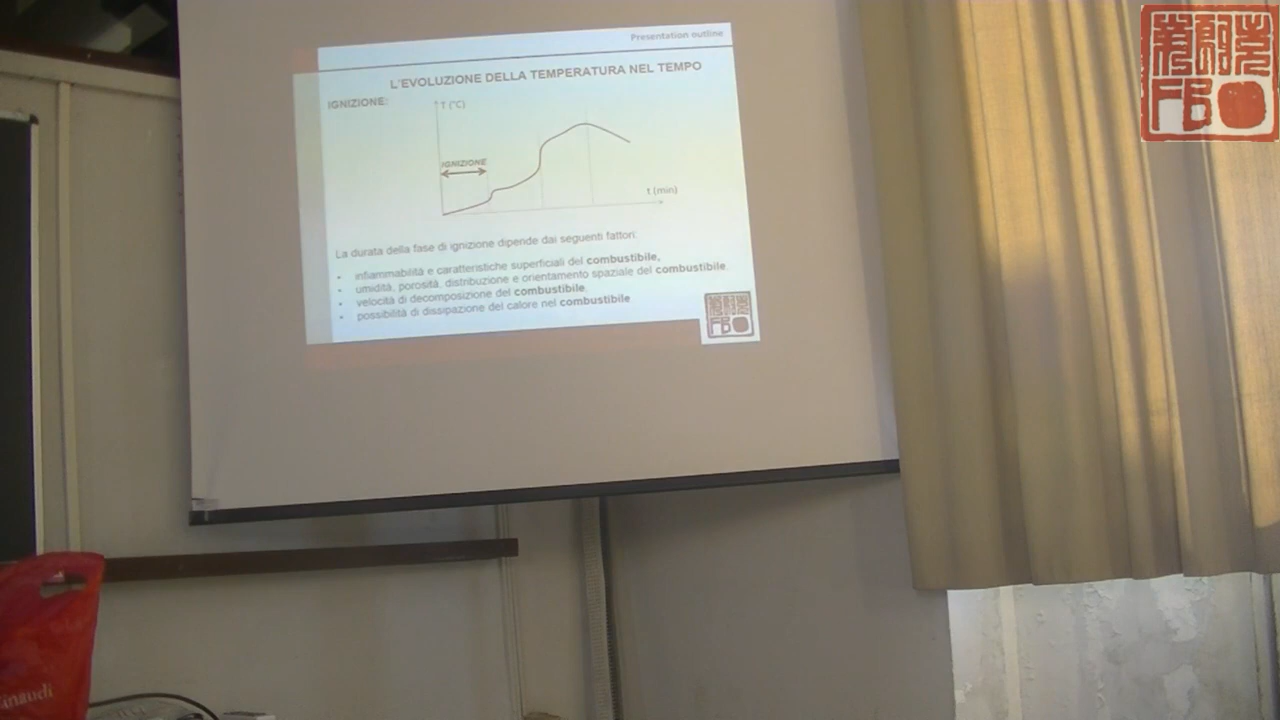 Presentation outline
L'EVOLUZIONE DELLA TEMPERATURA NEL TEMPO
IGNIZIONE:
T (°C)
IGNIZIONE
t (min)
La durata della fase di ignizione dipende dai seguenti fattori:
• infiammabilità e caratteristiche superficiali del combustibile,
• umidità, porosità, distribuzione e orientamento spaziale del combustibile
• velocità di decomposizione del combustibile
• possibilità di dissipazione del calore nel combustibile
FBO
inaudi